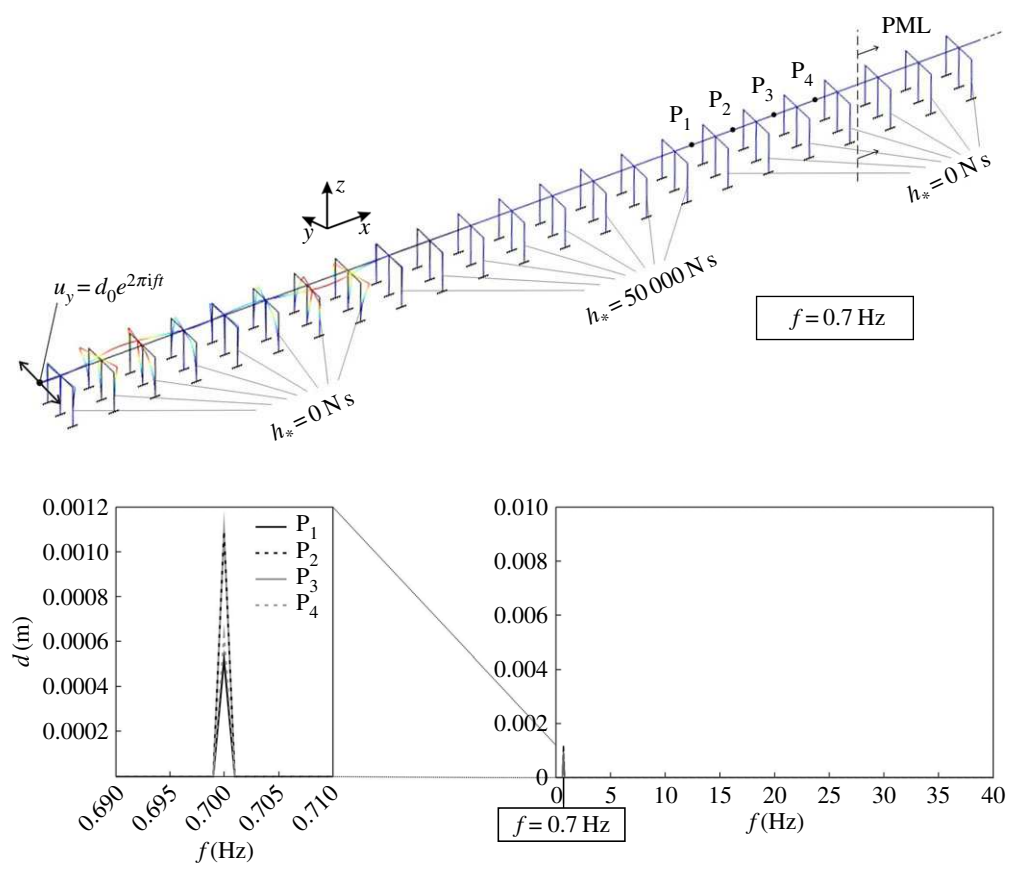 PML
P₁ P₂ P₃ P₄
h* = 0 N s
z
y x
u_y = d₀e^{2πift}
h* = 50 000 N s
f = 0.7 Hz
h* = 0 N s
0.0012
0.0010
0.0008
0.0006
0.0004
0.0002
d (m)
P₁
P₂
P₃
P₄
0.690 0.695 0.700 0.705 0.710
f (Hz)
0.010
0.008
0.006
0.004
0.002
0
0 5 10 15 20 25 30 35 40
f = 0.7 Hz
f (Hz)